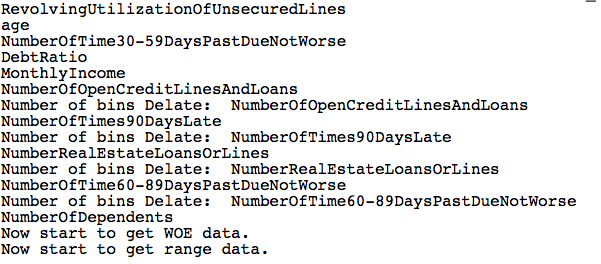 RevolvingUtilizationOfUnsecuredLines
age
NumberOfTime30-59DaysPastDueNotWorse
DebtRatio
MonthlyIncome
NumberOfOpenCreditLinesAndLoans
Number of bins Delate:  NumberOfOpenCreditLinesAndLoans
NumberOfTimes90DaysLate
Number of bins Delate:  NumberOfTimes90DaysLate
NumberRealEstateLoansOrLines
Number of bins Delate:  NumberRealEstateLoansOrLines
NumberOfTime60-89DaysPastDueNotWorse
Number of bins Delate:  NumberOfTime60-89DaysPastDueNotWorse
NumberOfDependents
Now start to get WOE data.
Now start to get range data.